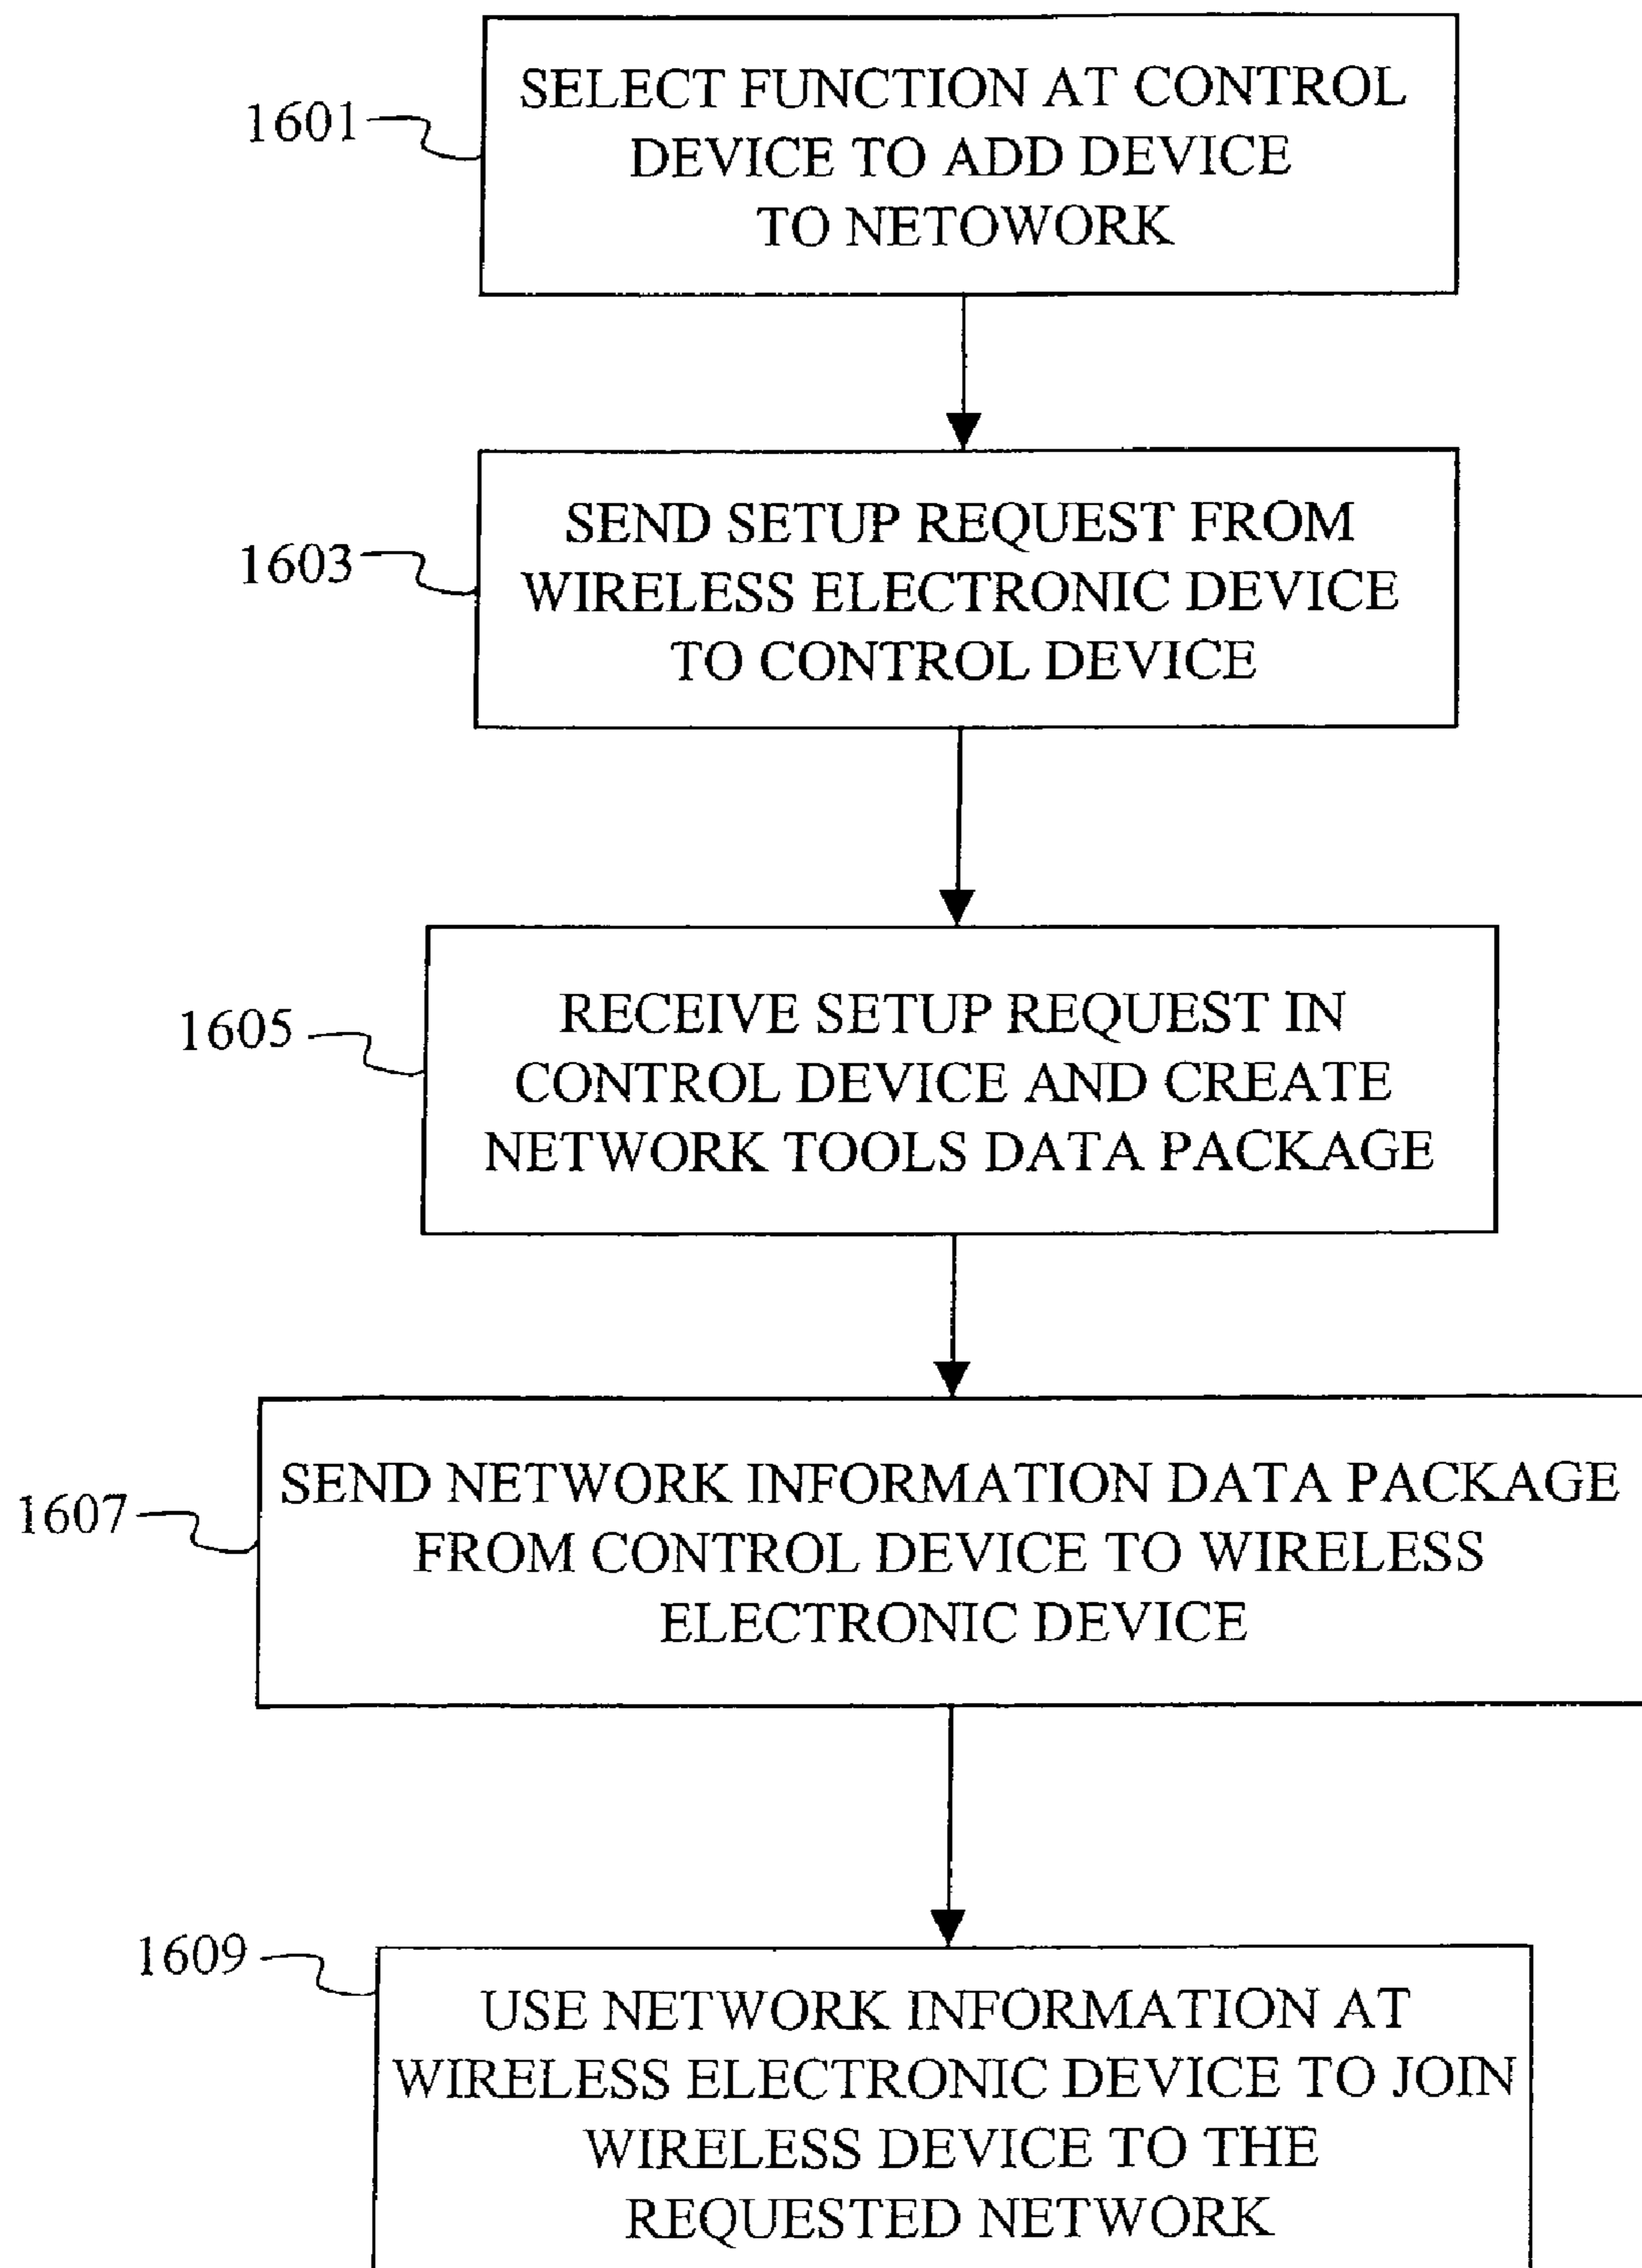 1601
SELECT FUNCTION AT CONTROL
DEVICE TO ADD DEVICE
TO NETOWORK
1603
SEND SETUP REQUEST FROM
WIRELESS ELECTRONIC DEVICE
TO CONTROL DEVICE
1605
RECEIVE SETUP REQUEST IN
CONTROL DEVICE AND CREATE
NETWORK TOOLS DATA PACKAGE
1607
SEND NETWORK INFORMATION DATA PACKAGE
FROM CONTROL DEVICE TO WIRELESS
ELECTRONIC DEVICE
1609
USE NETWORK INFORMATION AT
WIRELESS ELECTRONIC DEVICE TO JOIN
WIRELESS DEVICE TO THE
REQUESTED NETWORK